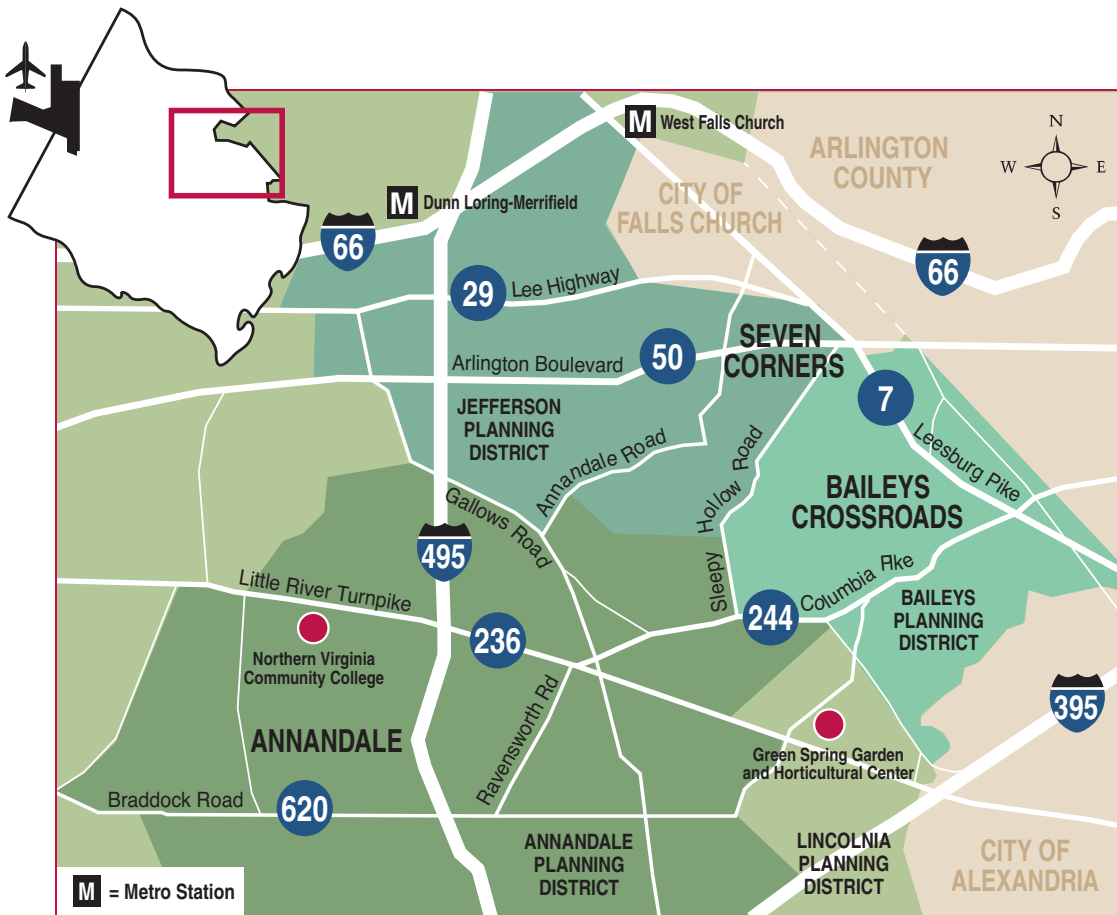 M West Falls Church
ARLINGTON
COUNTY
N
W E
S
M Dunn Loring-Merrifield
CITY OF
FALLS CHURCH
66
66
29 Lee Highway
SEVEN
CORNERS
Arlington Boulevard
50
7
JEFFERSON
PLANNING
DISTRICT
Annandale Road
Sleepy Hollow Road
Leesburg Pike
Gallows Road
BAILEYS
CROSSROADS
495
Little River Turnpike
Columbia Pike
244
236
BAILEYS
PLANNING
DISTRICT
Northern Virginia
Community College
395
Ravensworth Rd
ANNANDALE
Green Spring Garden
and Horticultural Center
Braddock Road
620
ANNANDALE
PLANNING
DISTRICT
LINCOLNIA
PLANNING
DISTRICT
CITY OF
ALEXANDRIA
M = Metro Station